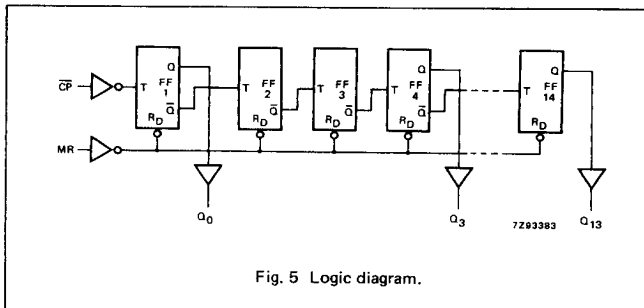 Q Q Q
CP T FF 1 T FF 2 T FF 3 T FF 4 T FF 14
Q Q Q Q
RD RD RD RD RD
MR
Q0 Q3 7Z93383 Q13
Fig. 5 Logic diagram.